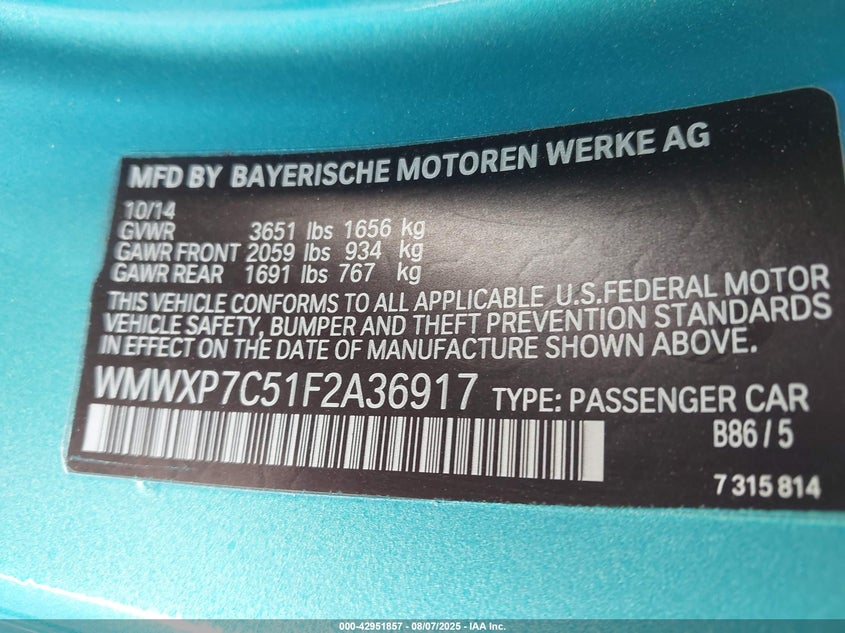 MFD BY BAYERISCHE MOTOREN WERKE AG
10/14
GVWR 3651 lbs 1656 kg
GAWR FRONT 2059 lbs 934 kg
GAWR REAR 1691 lbs 767 kg
THIS VEHICLE CONFORMS TO ALL APPLICABLE U.S.FEDERAL MOTOR
VEHICLE SAFETY, BUMPER AND THEFT PREVENTION STANDARDS
IN EFFECT ON THE DATE OF MANUFACTURE SHOWN ABOVE.
WMWXP7C51F2A36917 TYPE: PASSENGER CAR
B86/5
7 315 814
000-42951857 - 08/07/2025 - IAA Inc.